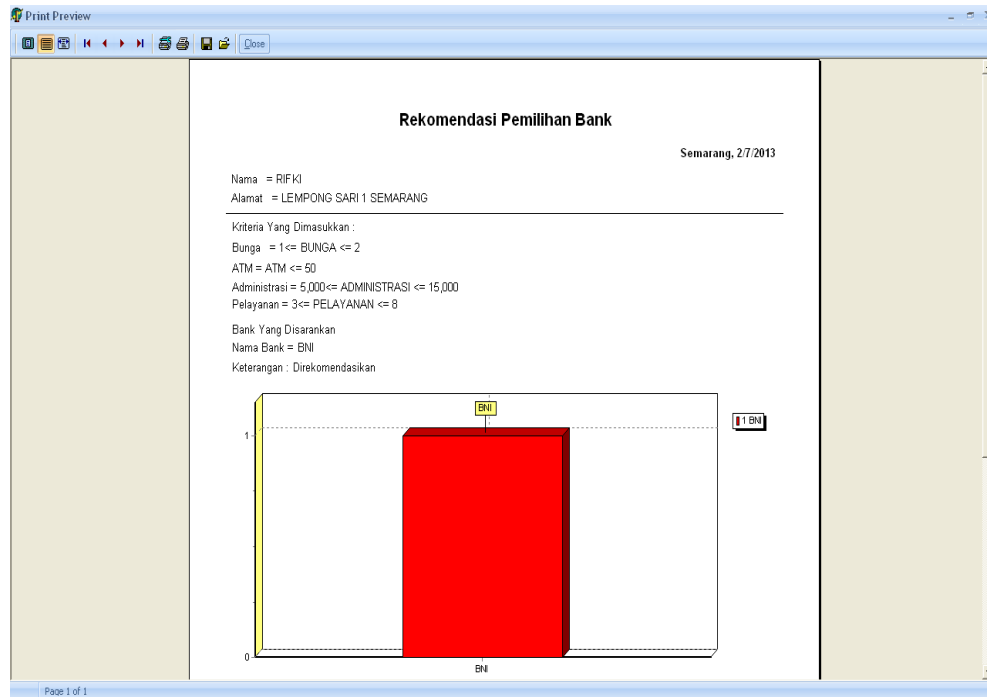 Print Preview
Close
Rekomendasi Pemilihan Bank
Semarang, 2/7/2013
Nama = RIFKI
Alamat = LEMPONG SARI 1 SEMARANG
Kriteria Yang Dimasukkan :
Bunga = 1<= BUNGA <= 2
ATM = ATM <= 50
Administrasi = 5,000<= ADMINISTRASI <= 15,000
Pelayanan = 3<= PELAYANAN <= 8
Bank Yang Disarankan
Nama Bank = BNI
Keterangan : Direkomendasikan
BNI
1 BNI
1
0
BNI
Page 1 of 1